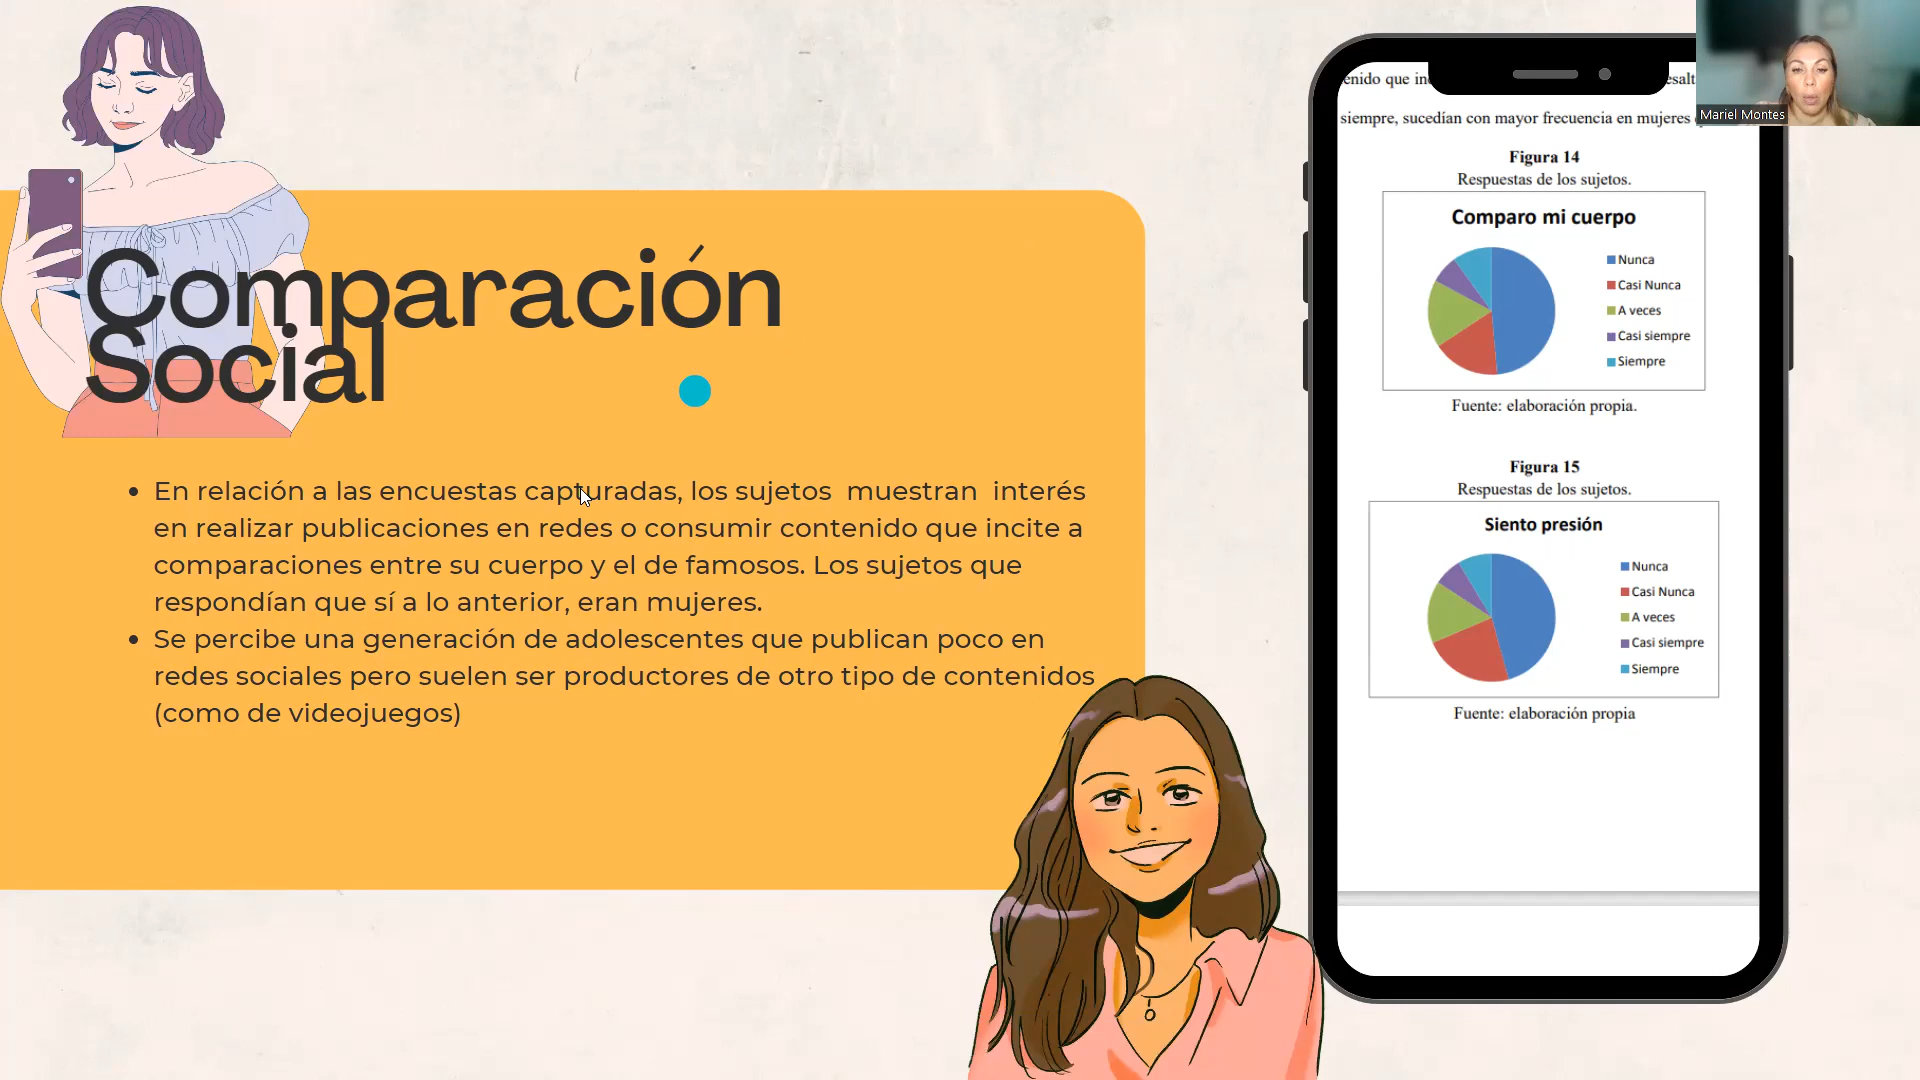 Comparación
Social
En relación a las encuestas capturadas, los sujetos muestran interés
en realizar publicaciones en redes o consumir contenido que incite a
comparaciones entre su cuerpo y el de famosos. Los sujetos que
respondían que sí a lo anterior, eran mujeres.
Se percibe una generación de adolescentes que publican poco en
redes sociales pero suelen ser productores de otro tipo de contenidos
(como de videojuegos)
enido que
siempre, sucedían con mayor frecuencia en mujeres
Figura 14
Respuestas de los sujetos.
Comparo mi cuerpo
Nunca
Casi Nunca
A veces
Casi siempre
Siempre
Fuente: elaboración propia.
Figura 15
Respuestas de los sujetos.
Siento presión
Nunca
Casi Nunca
A veces
Casi siempre
Siempre
Fuente: elaboración propia
Mariel Montes